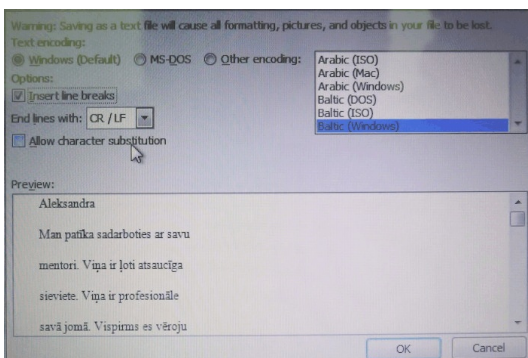 Warning: Saving as a text file will cause all formatting, pictures, and objects in your file to be lost.
Text encoding:
Windows (Default) MS-DOS Other encoding:
Arabic (ISO)
Arabic (Mac)
Arabic (Windows)
Baltic (DOS)
Baltic (ISO)
Baltic (Windows)
Options:
Insert line breaks
End lines with: CR / LF
Allow character substitution
Preview:
Aleksandra
Man patīka sadarboties ar savu
mentori. Viņa ir ļoti atsaucīga
sieviete. Viņa ir profesionāle
savā jomā. Vispirms es vēroju
OK Cancel